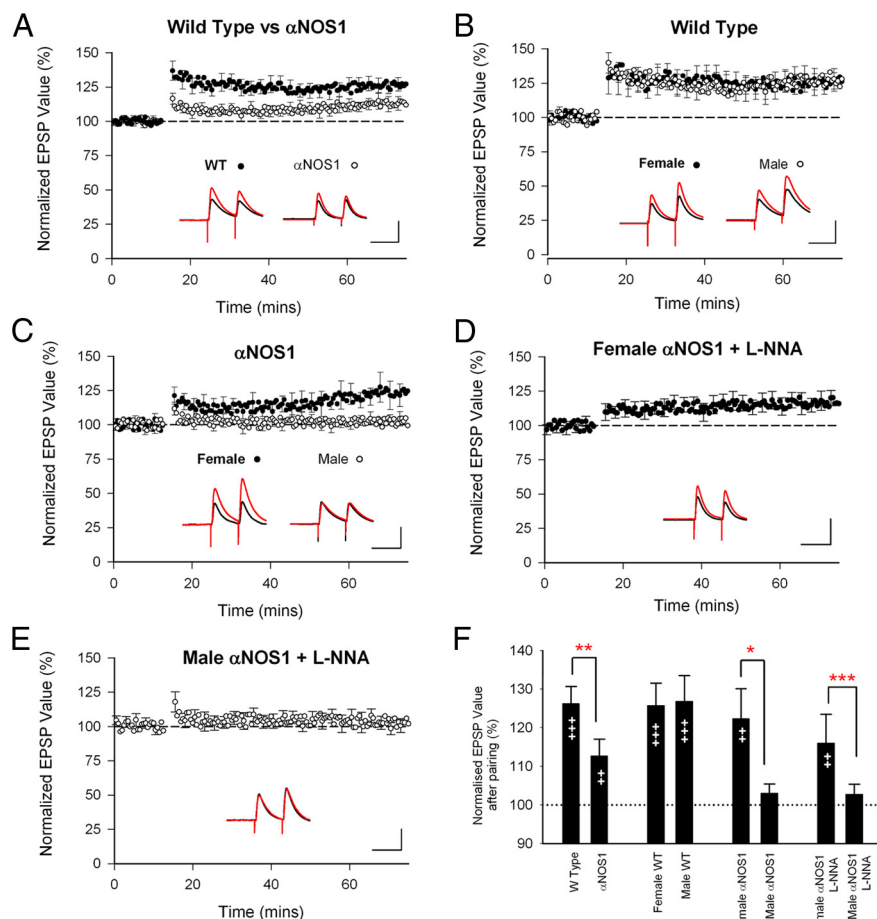 A
Wild Type vs αNOS1
Normalized EPSP Value (%)
150
125
100
75
50
25
0
WT
αNOS1
0
20
40
60
Time (mins)
B
Wild Type
Normalized EPSP Value (%)
150
125
100
75
50
25
0
Female
Male
0
20
40
60
Time (mins)
C
αNOS1
Normalized EPSP Value (%)
150
125
100
75
50
25
0
Female
Male
0
20
40
60
Time (mins)
D
Female αNOS1 + L-NNA
Normalized EPSP Value (%)
150
125
100
75
50
25
0
0
20
40
60
Time (mins)
E
Male αNOS1 + L-NNA
Normalized EPSP Value (%)
150
125
100
75
50
25
0
0
20
40
60
Time (mins)
F
Normalised EPSP Value
after pairing (%)
140
130
120
110
100
90
**
*
***
+++
++
+++
+++
++
++
W Type
αNOS1
Female WT
Male WT
male αNOS1
Male αNOS1
male αNOS1
L-NNA
Male αNOS1
L-NNA